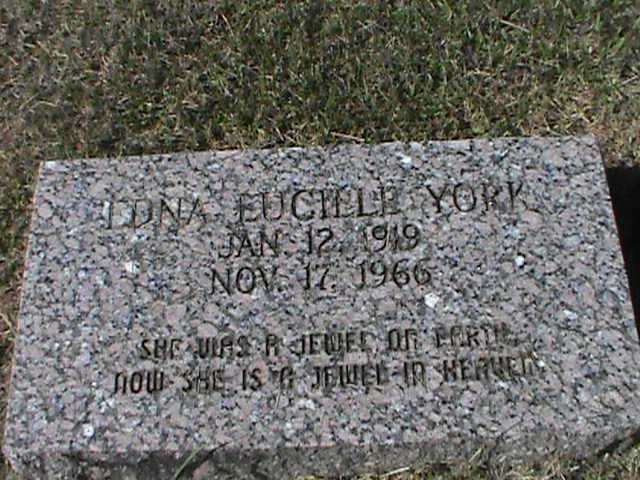 EDNA LUCILLE YORK
JAN. 12, 1919
NOV. 17, 1966
SHE WAS A JEWEL ON EARTH
NOW SHE IS A JEWEL IN HEAVEN